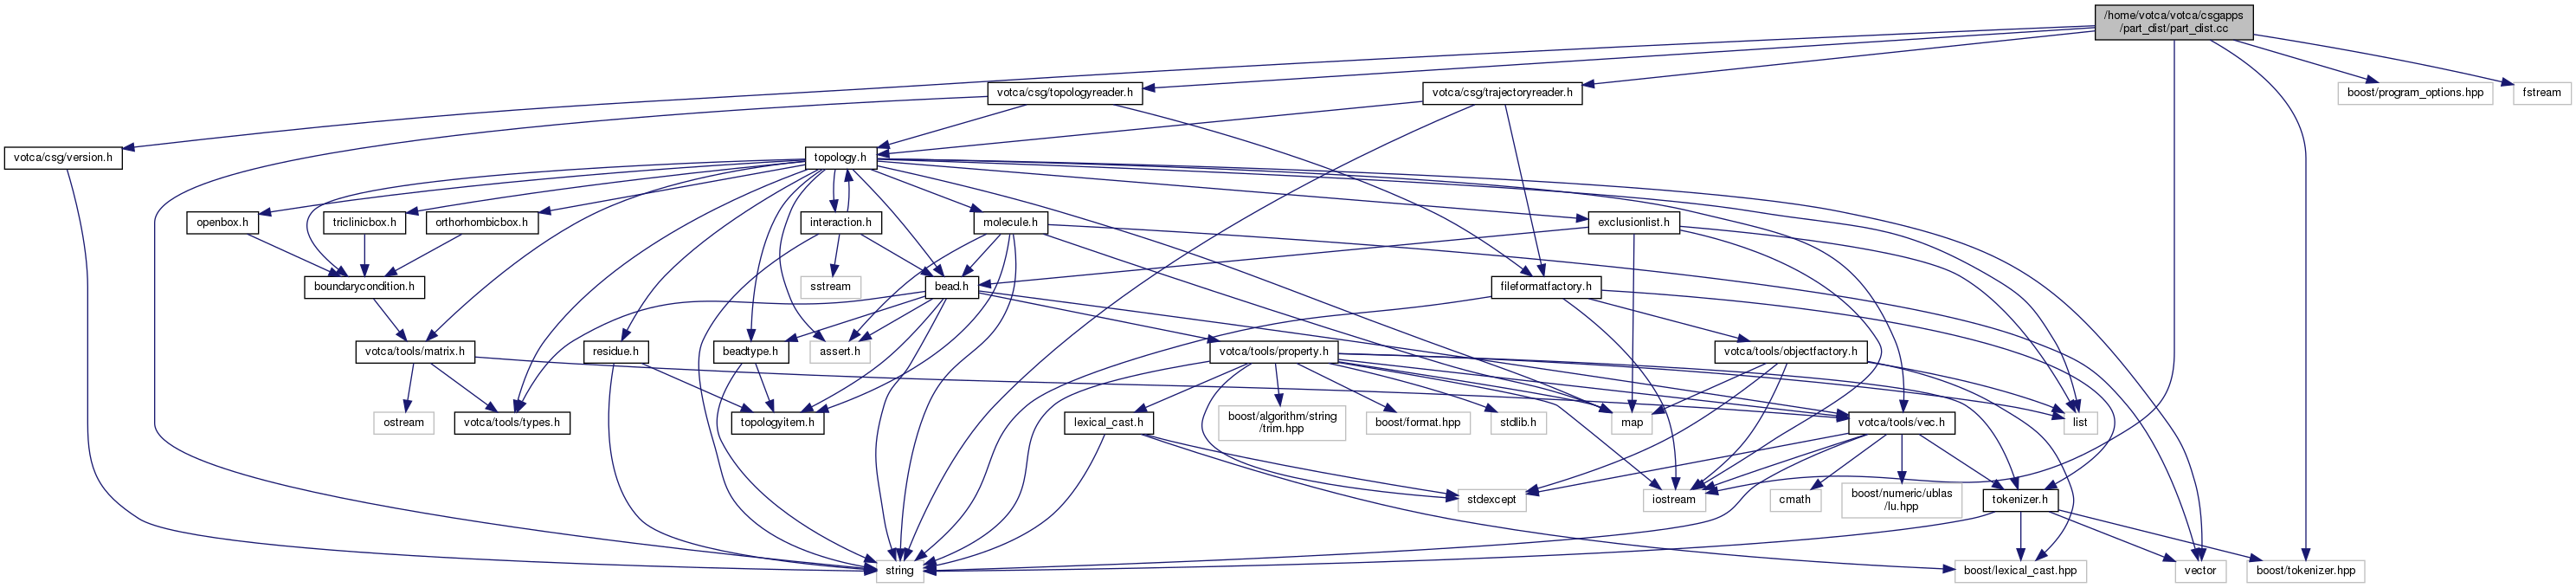 /home/votca/votca/csgapps
/part_dist/part_dist.cc
votca/csg/topologyreader.h
votca/csg/trajectoryreader.h
boost/program_options.hpp
fstream
votca/csg/version.h
topology.h
openbox.h
triclinicbox.h
orthorhombicbox.h
interaction.h
molecule.h
exclusionlist.h
boundarycondition.h
sstream
bead.h
fileformatfactory.h
votca/tools/matrix.h
residue.h
beadtype.h
assert.h
votca/tools/property.h
votca/tools/objectfactory.h
ostream
votca/tools/types.h
topologyitem.h
lexical_cast.h
boost/algorithm/string
/trim.hpp
boost/format.hpp
stdlib.h
map
votca/tools/vec.h
list
stdexcept
iostream
cmath
boost/numeric/ublas
/lu.hpp
tokenizer.h
string
boost/lexical_cast.hpp
vector
boost/tokenizer.hpp